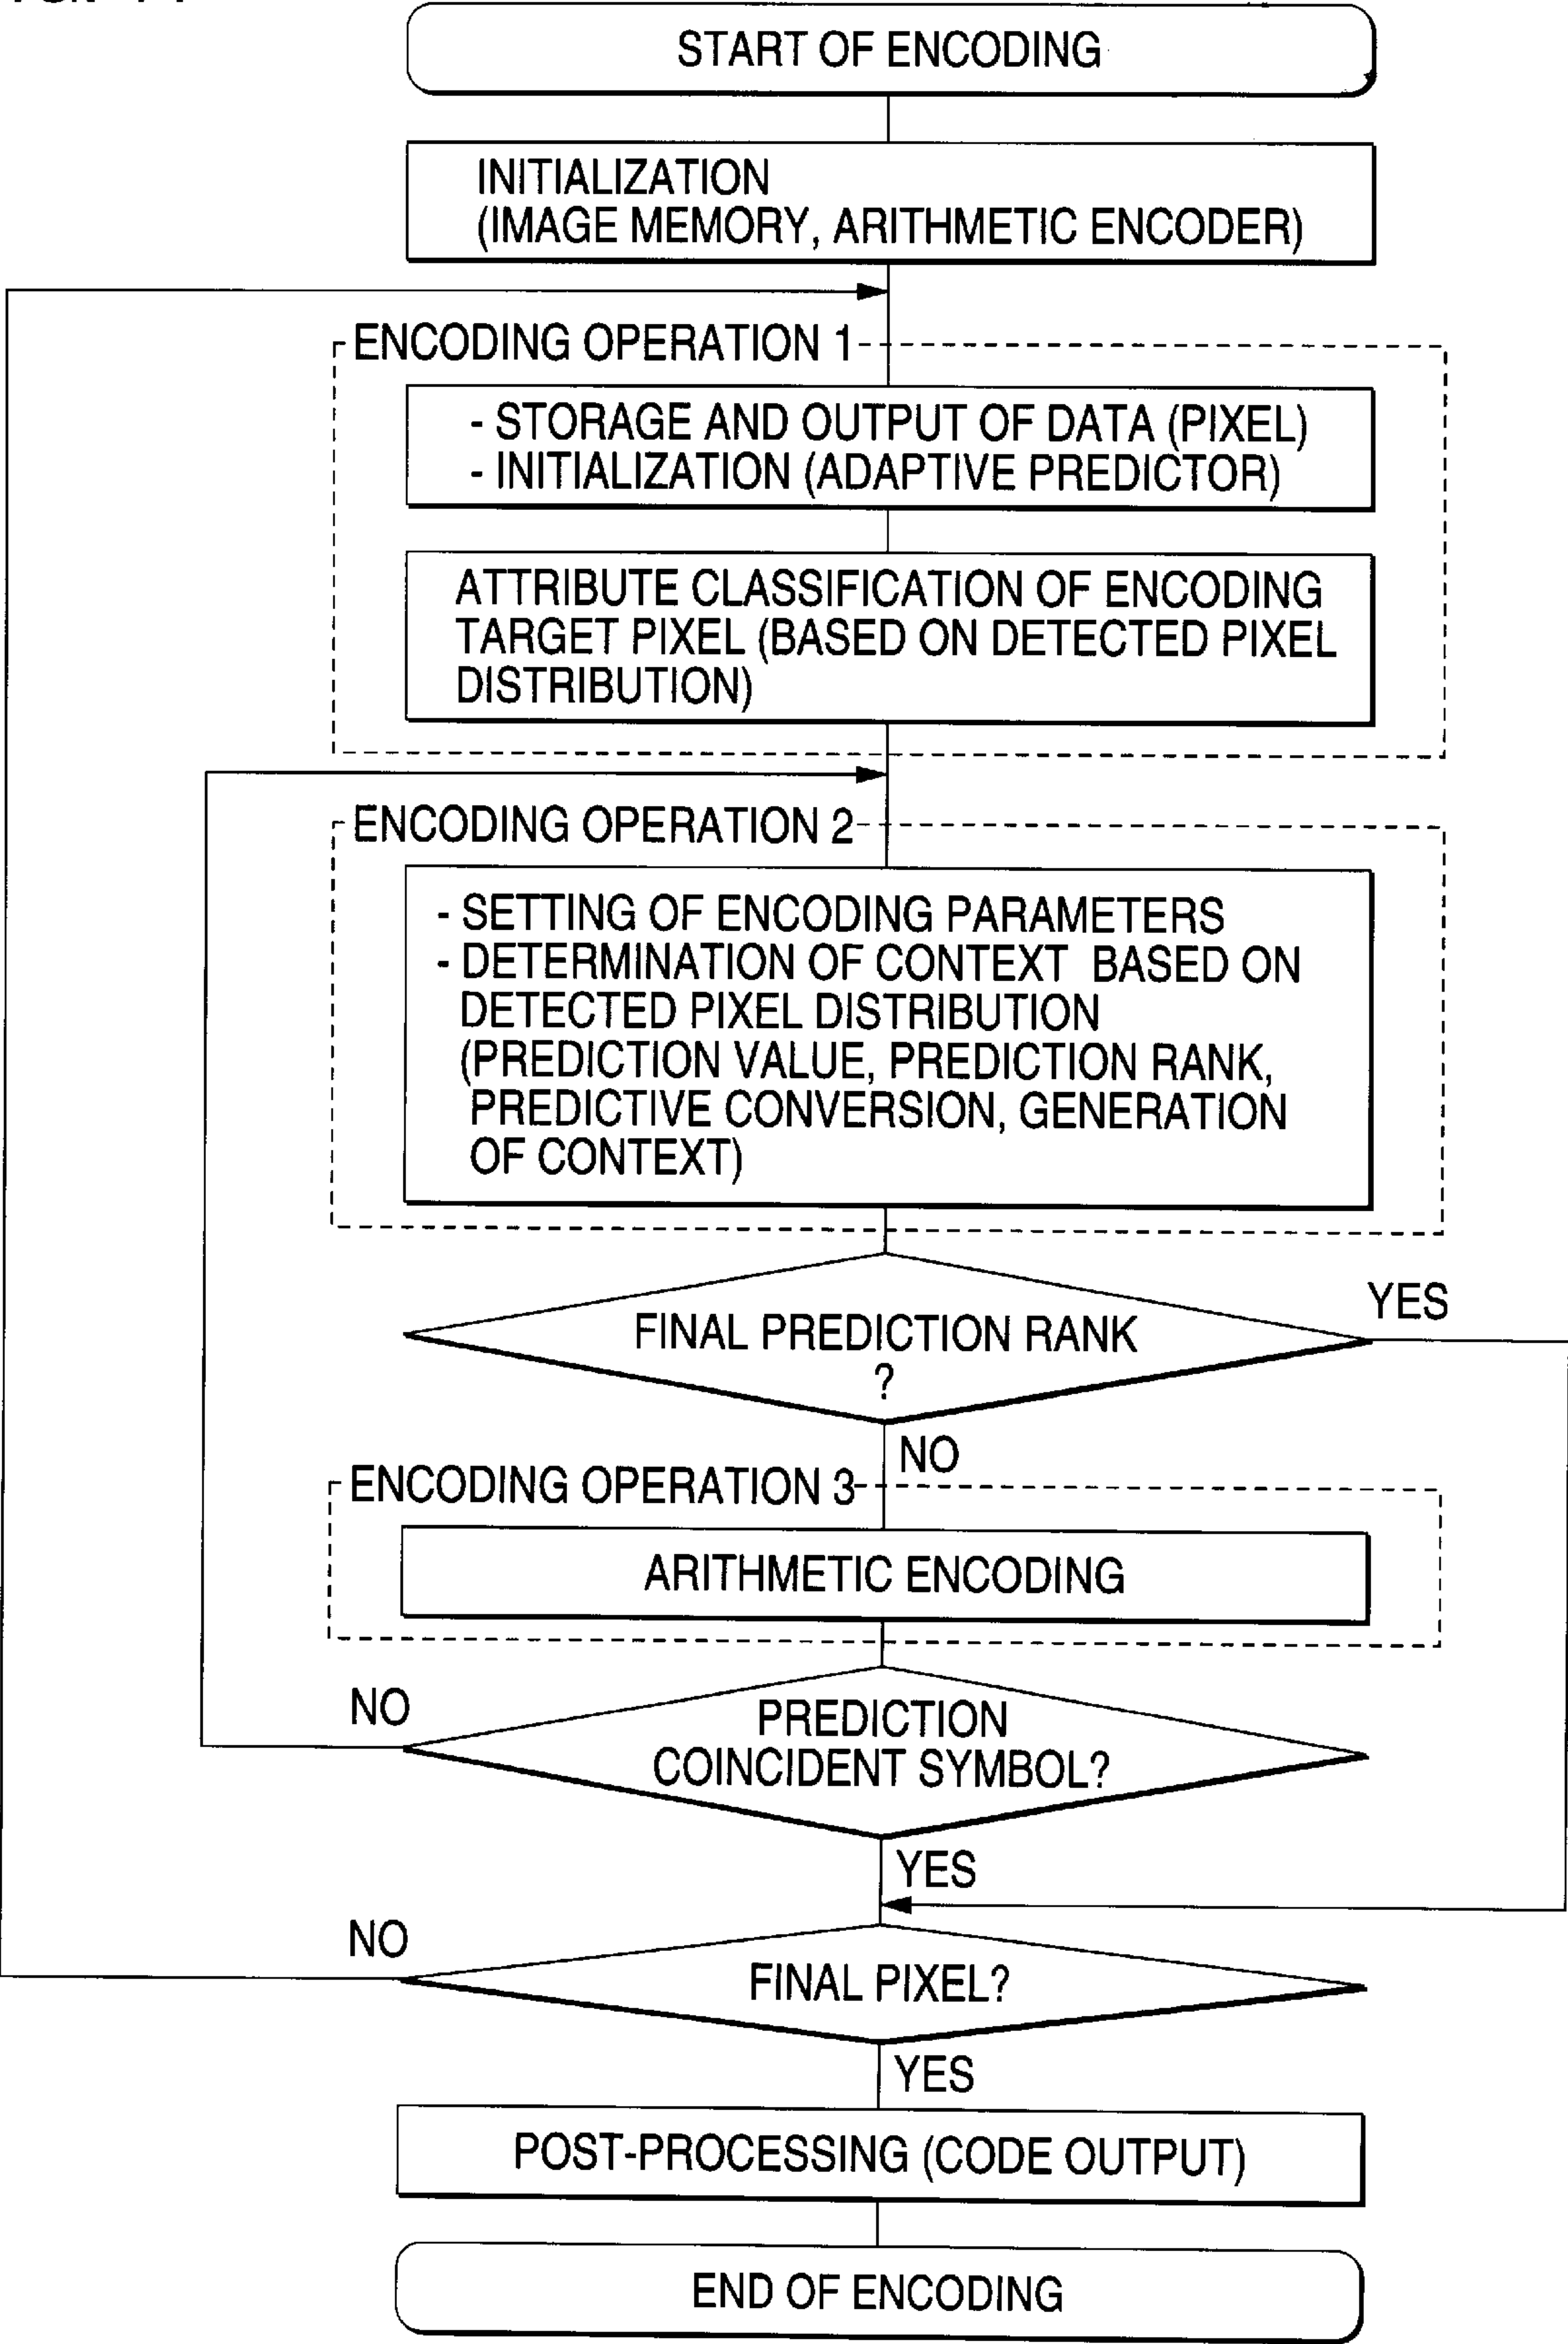 START OF ENCODING
INITIALIZATION
(IMAGE MEMORY, ARITHMETIC ENCODER)
ENCODING OPERATION 1
- STORAGE AND OUTPUT OF DATA (PIXEL)
- INITIALIZATION (ADAPTIVE PREDICTOR)
ATTRIBUTE CLASSIFICATION OF ENCODING
TARGET PIXEL (BASED ON DETECTED PIXEL
DISTRIBUTION)
ENCODING OPERATION 2
- SETTING OF ENCODING PARAMETERS
- DETERMINATION OF CONTEXT BASED ON
DETECTED PIXEL DISTRIBUTION
(PREDICTION VALUE, PREDICTION RANK,
PREDICTIVE CONVERSION, GENERATION
OF CONTEXT)
YES
FINAL PREDICTION RANK
?
NO
ENCODING OPERATION 3
ARITHMETIC ENCODING
NO
PREDICTION
COINCIDENT SYMBOL?
YES
NO
FINAL PIXEL?
YES
POST-PROCESSING (CODE OUTPUT)
END OF ENCODING